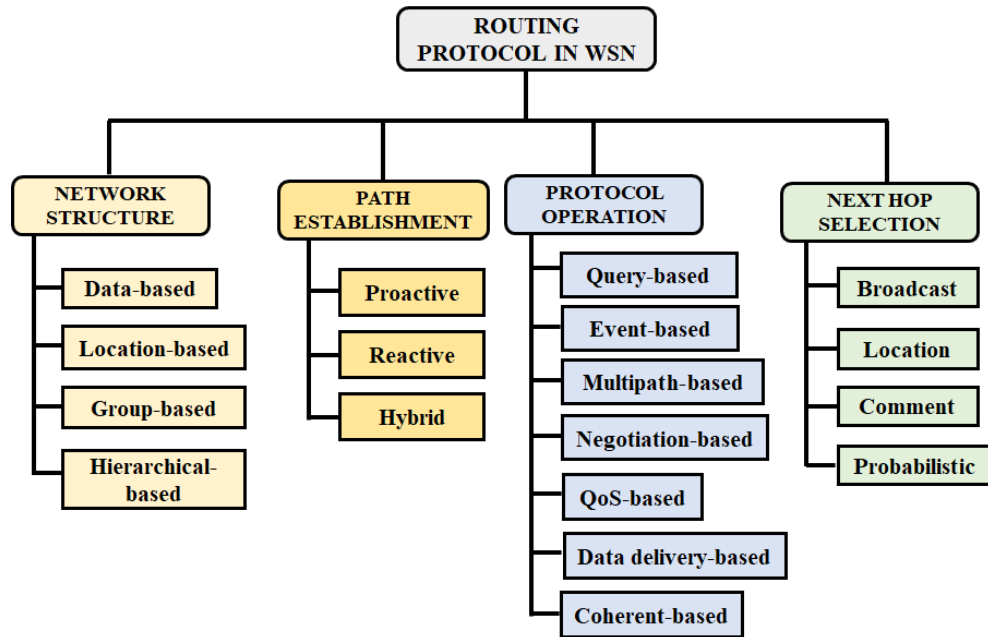 ROUTING
PROTOCOL IN WSN
NETWORK
STRUCTURE
Data-based
Location-based
Group-based
Hierarchical-
based
PATH
ESTABLISHMENT
Proactive
Reactive
Hybrid
PROTOCOL
OPERATION
Query-based
Event-based
Multipath-based
Negotiation-based
QoS-based
Data delivery-based
Coherent-based
NEXT HOP
SELECTION
Broadcast
Location
Comment
Probabilistic